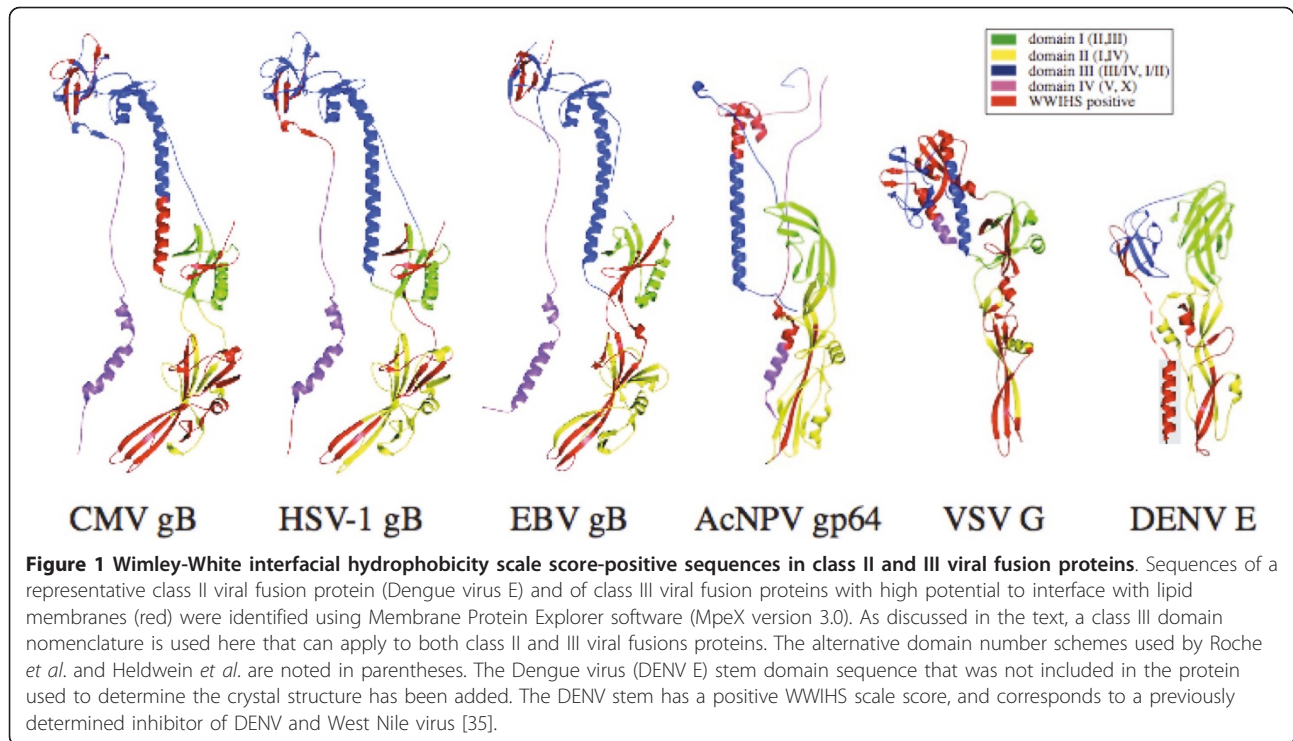 domain I (II,III)
domain II (I,IV)
domain III (III/IV, I/II)
domain IV (V, X)
WWIHS positive
CMV gB
HSV-1 gB
EBV gB
AcNPV gp64
VSV G
DENV E
Figure 1 Wimley-White interfacial hydrophobicity scale score-positive sequences in class II and III viral fusion proteins. Sequences of a
representative class II viral fusion protein (Dengue virus E) and of class III viral fusion proteins with high potential to interface with lipid
membranes (red) were identified using Membrane Protein Explorer software (MpeX version 3.0). As discussed in the text, a class III domain
nomenclature is used here that can apply to both class II and III viral fusions proteins. The alternative domain number schemes used by Roche
et al. and Heldwein et al. are noted in parentheses. The Dengue virus (DENV E) stem domain sequence that was not included in the protein
used to determine the crystal structure has been added. The DENV stem has a positive WWIHS scale score, and corresponds to a previously
determined inhibitor of DENV and West Nile virus [35].